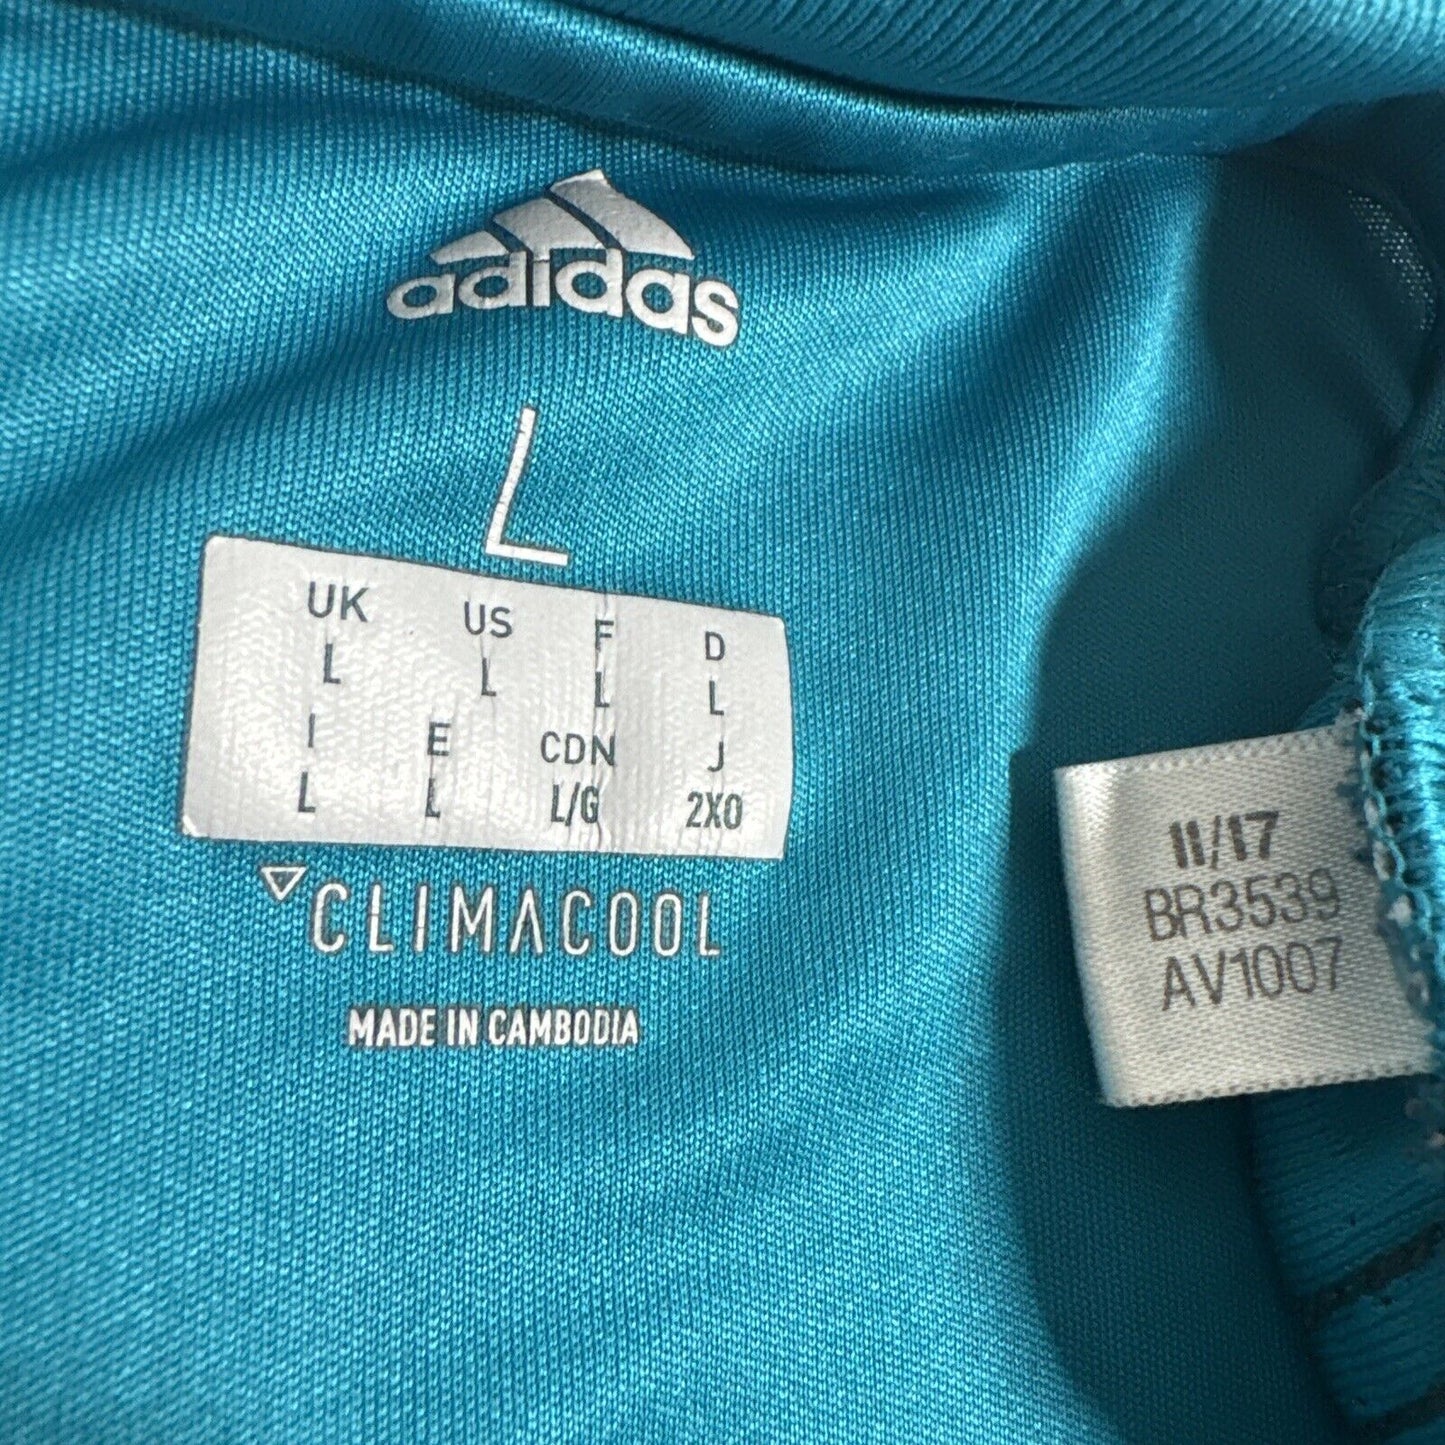 adidas
L
UK US F D
L L L L
I E CDN J
L L L/G 2XO
CLIMACOOL
MADE IN CAMBODIA
11/17
BR3539
AV1007